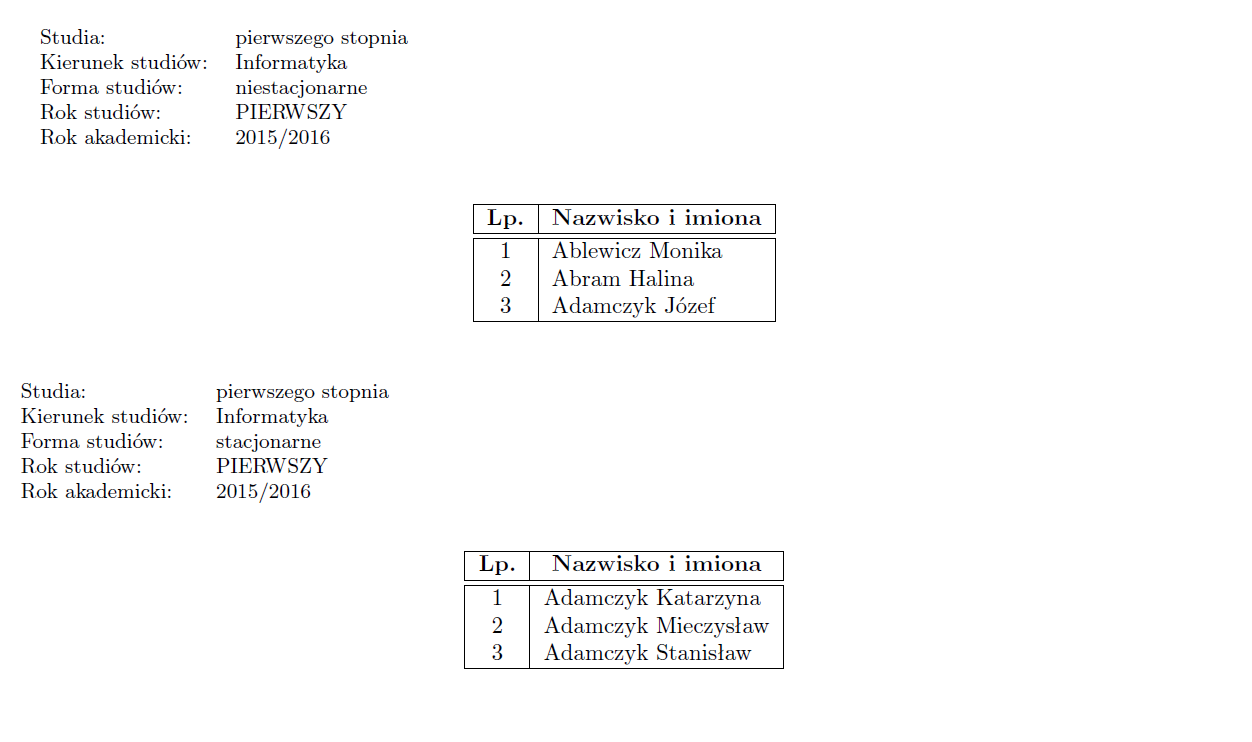 Studia: pierwszego stopnia
Kierunek studiów: Informatyka
Forma studiów: niestacjonarne
Rok studiów: PIERWSZY
Rok akademicki: 2015/2016
Lp. Nazwisko i imiona
1 Ablewicz Monika
2 Abram Halina
3 Adamczyk Józef
Studia: pierwszego stopnia
Kierunek studiów: Informatyka
Forma studiów: stacjonarne
Rok studiów: PIERWSZY
Rok akademicki: 2015/2016
Lp. Nazwisko i imiona
1 Adamczyk Katarzyna
2 Adamczyk Mieczysław
3 Adamczyk Stanisław